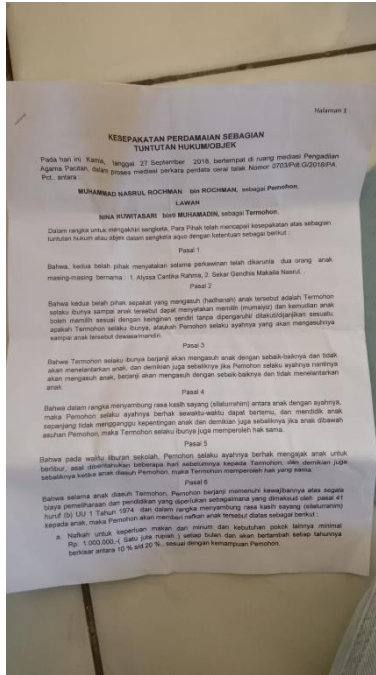 Halaman 1
KESEPAKATAN PERDAMAIAN SEBAGIAN
TUNTUTAN HUKUM/OBJEK
Pada hari ini Kamis, tanggal 27 September 2018, bertempat di ruang mediasi Pengadilan
Agama Pacitan, dalam proses mediasi perkara perdata cerai talak Nomor 0703/Pdt.G/2018/PA.
Pct.; antara :
MUHAMMAD NASRUL ROCHMAN bin ROCHMAN, sebagai Pemohon,
LAWAN
NINA RUWITASARI binti MUHAMADIN, sebagai Termohon.
Dalam rangka untuk mengakhiri sengketa, Para Pihak telah mencapai kesepakatan atas sebagian
tuntutan hukum atau objek dalam sengketa aquo dengan ketentuan sebagai berikut :
Pasal 1
Bahwa, kedua belah pihak menyatakan selama perkawinan telah dikarunia dua orang anak
masing-masing bernama : 1. Alyssa Cantika Rahma, 2. Sekar Gendhis Makaila Nasrul, .
Pasal 2
Bahwa kedua belah pihak sepakat yang mengasuh (hadhanah) anak tersebut adalah Termohon
selaku ibunya sampai anak tersebut dapat menyatakan memilih (mumayiz) dan kemudian anak
boleh memilih sesuai dengan keinginan sendiri tanpa dipengaruhi/ ditakuti/dijanjikan sesuatu,
apakah Termohon selaku ibunya, ataukah Pemohon selaku ayahnya yang akan mengasuhnya
sampai anak tersebut dewasa/mandiri.
Pasal 3
Bahwa Termohon selaku ibunya berjanji akan mengasuh anak dengan sebaik-baiknya dan tidak
akan menelantarkan anak, dan demikian juga sebaliknya jika Pemohon selaku ayahnya nantinya
akan mengasuh anak, berjanji akan mengasuh dengan sebaik-baiknya dan tidak menelantarkan
anak.
Pasal 4
Bahwa dalam rangka menyambung rasa kasih sayang (silaturrahim) antara anak dengan ayahnya,
maka Pemohon selaku ayahnya berhak sewaktu-waktu dapat bertemu, dan mendidik anak
sepanjang tidak mengganggu kepentingan anak dan demikian juga sebaliknya jika anak dibawah
asuhan Pemohon, maka Termohon selaku ibunya juga memperoleh hak sama.
Pasal 5
Bahwa pada waktu liburan sekolah, Pemohon selaku ayahnya berhak mengajak anak untuk
berlibur, asal diberitahukan beberapa hari sebelumnya kepada Termohon, dan demikian juga
sebaliknya ketika anak diasuh Pemohon, maka Termohon memperoleh hak yang sama.
Pasal 6
Bahwa selama anak diasuh Termohon, Pemohon berjanji memenuhi kewajibannya atas segala
biaya pemeliharaan dan pendidikan yang diperlukan sebagaimana yang dimaksud oleh pasal 41
huruf (b) UU 1 Tahun 1974 dan dalam rangka menyambung rasa kasih sayang (silaturrahim)
kepada anak, maka Pemohon akan memberi nafkah anak tersebut diatas sebagai berikut :
a. Nafkah untuk keperluan makan dan minum dan kebutuhan pokok lainnya minimal
Rp. 1.000.000,-( Satu juta rupiah ) setiap bulan dan akan bertambah setiap tahunnya
berkisar antara 10 % s/d 20 %., sesuai dengan kemampuan Pemohon.